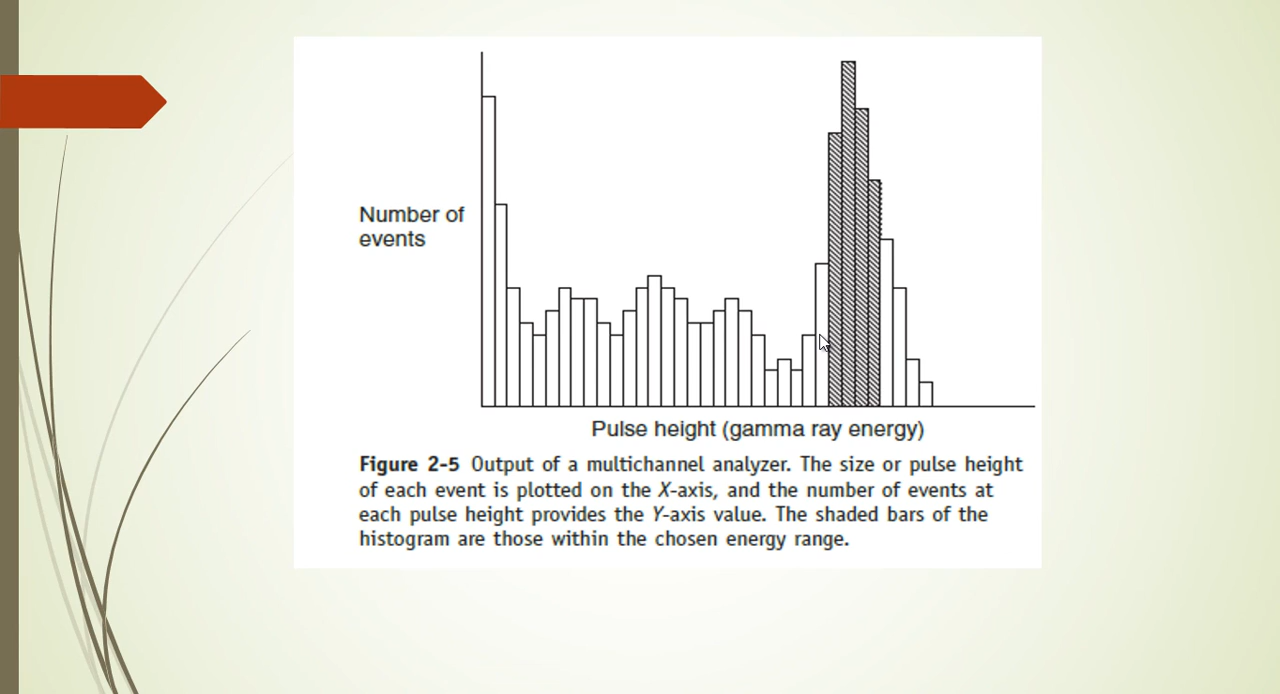 Number of
events
Pulse height (gamma ray energy)
Figure 2-5 Output of a multichannel analyzer. The size or pulse height
of each event is plotted on the X-axis, and the number of events at
each pulse height provides the Y-axis value. The shaded bars of the
histogram are those within the chosen energy range.